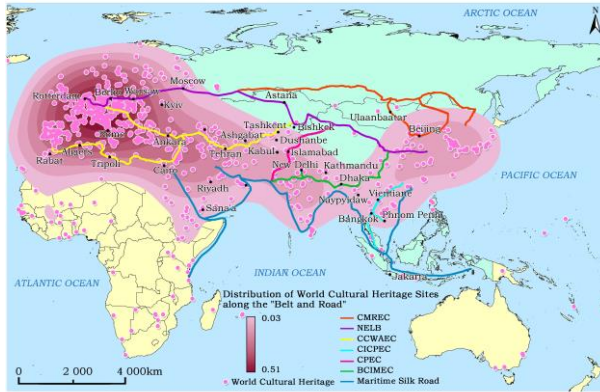 ARCTIC OCEAN
N
Moscow
Rotterdam
Berlin
Warsaw
Kyiv
Astana
Ulaanbaatar
Rome
Tashkent
Bishkek
Beijing
Ankara
Ashgabat
Dushanbe
Algiers
Tehran
Kabul
Islamabad
Rabat
Tripoli
Cairo
New Delhi
Kathmandu
PACIFIC OCEAN
Riyadh
Dhaka
Naypyidaw
Vientiane
Sana-a
Bangkok
Phnom Penh
ATLANTIC OCEAN
INDIAN OCEAN
Jakarta
Distribution of World Cultural Heritage Sites
along the "Belt and Road"
0.03
0.51
CMREC
NELB
CCWAEC
CICPEC
CPEC
BCIMEC
World Cultural Heritage
Maritime Silk Road
0 2 000 4 000km